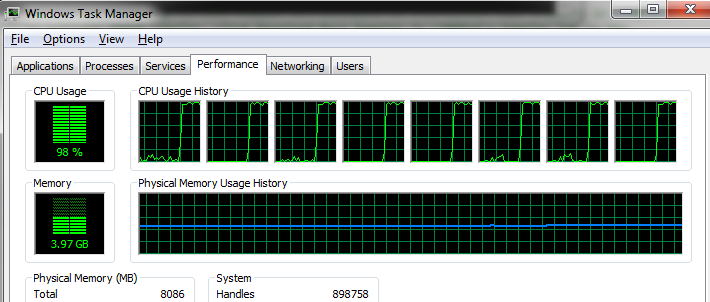 Windows Task Manager
File Options View Help
Applications Processes Services Performance Networking Users
CPU Usage CPU Usage History
98 %
Memory Physical Memory Usage History
3.97 GB
Physical Memory (MB) System
Total 8086 Handles 898758